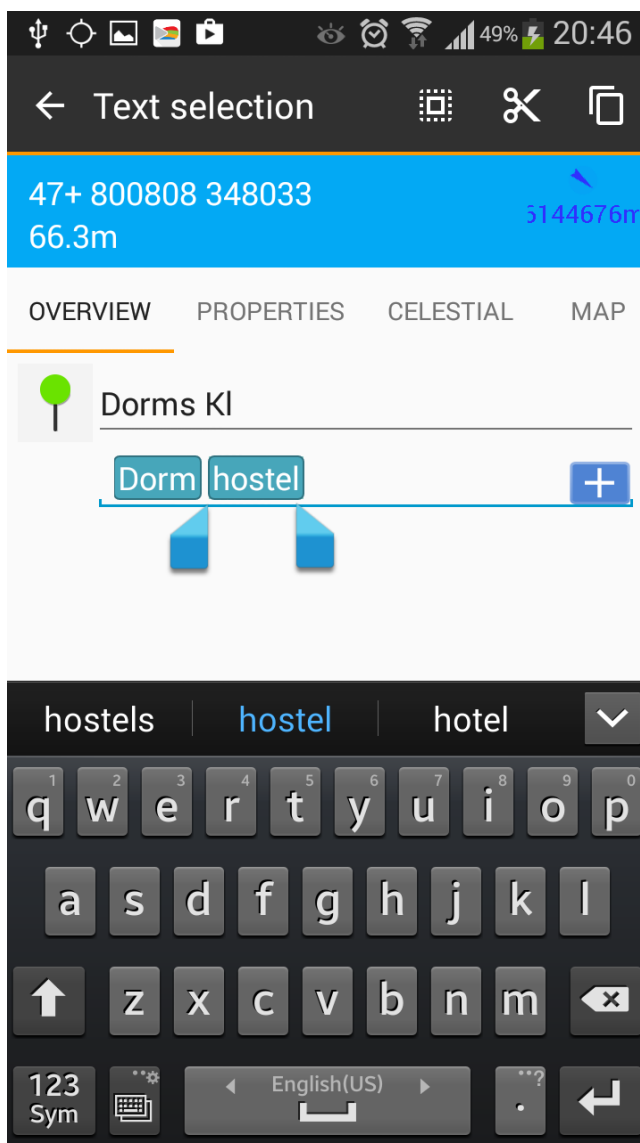 49% 20:46
Text selection
47+ 800808 348033
66.3m
5144676m
OVERVIEW PROPERTIES CELESTIAL MAP
Dorms Kl
Dorm hostel
hostels hostel hotel
1 2 3 4 5 6 7 8 9 0
q w e r t y u i o p
a s d f g h j k l
z x c v b n m
123 English(US) ?
Sym .